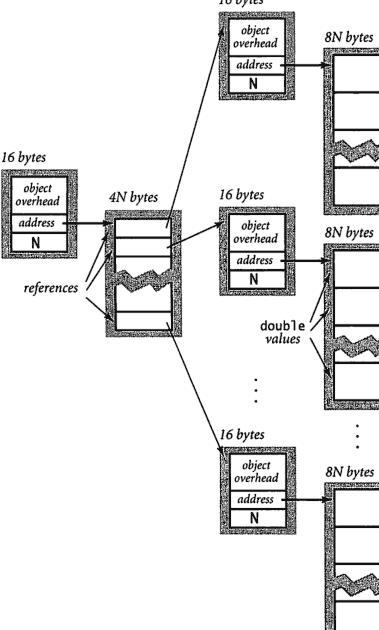 16 bytes
object
overhead
address
N
8N bytes
16 bytes
object
overhead
address
N
4N bytes
references
16 bytes
object
overhead
address
N
8N bytes
double
values
16 bytes
object
overhead
address
N
8N bytes